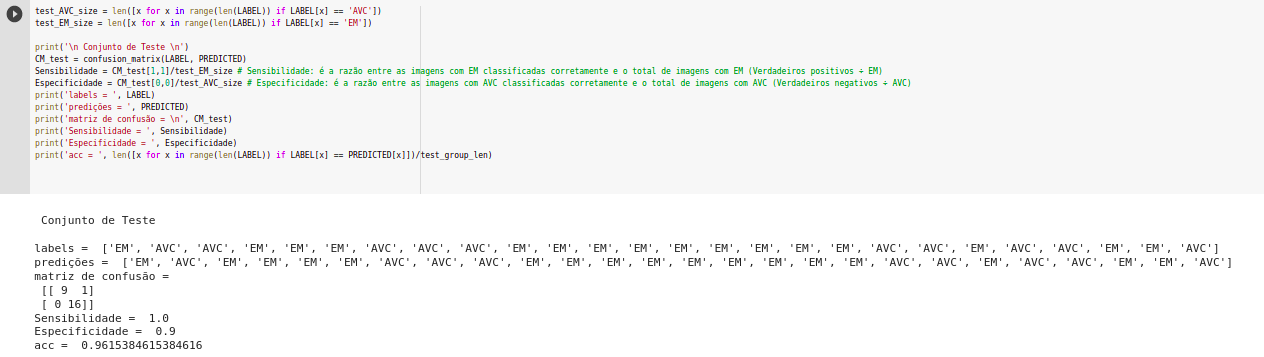 test_AVC_size = len([x for x in range(len(LABEL)) if LABEL[x] == 'AVC'])
test_EM_size = len([x for x in range(len(LABEL)) if LABEL[x] == 'EM'])
print('\n Conjunto de Teste \n')
CM_test = confusion_matrix(LABEL, PREDICTED)
Sensibilidade = CM_test[1,1]/test_EM_size # Sensibilidade: é a razão entre as imagens com EM classificadas corretamente e o total de imagens com EM (Verdadeiros positivos ÷ EM)
Especificidade = CM_test[0,0]/test_AVC_size # Especificidade: é a razão entre as imagens com AVC classificadas corretamente e o total de imagens com AVC (Verdadeiros negativos ÷ AVC)
print('labels = ', LABEL)
print('predições = ', PREDICTED)
print('matriz de confusão = \n', CM_test)
print('Sensibilidade = ', Sensibilidade)
print('Especificidade = ', Especificidade)
print('acc = ', len([x for x in range(len(LABEL)) if LABEL[x] == PREDICTED[x]])/test_group_len)
Conjunto de Teste
labels =  ['EM', 'AVC', 'AVC', 'EM', 'EM', 'EM', 'AVC', 'AVC', 'AVC', 'EM', 'EM', 'EM', 'EM', 'EM', 'EM', 'EM', 'EM', 'EM', 'AVC', 'AVC', 'EM', 'AVC', 'AVC', 'EM', 'EM', 'AVC']
predições =  ['EM', 'AVC', 'EM', 'EM', 'EM', 'EM', 'AVC', 'AVC', 'AVC', 'EM', 'EM', 'EM', 'EM', 'EM', 'EM', 'EM', 'EM', 'EM', 'AVC', 'AVC', 'EM', 'AVC', 'AVC', 'EM', 'EM', 'AVC']
matriz de confusão =
[[ 9  1]
[ 0 16]]
Sensibilidade =  1.0
Especificidade =  0.9
acc =  0.9615384615384616